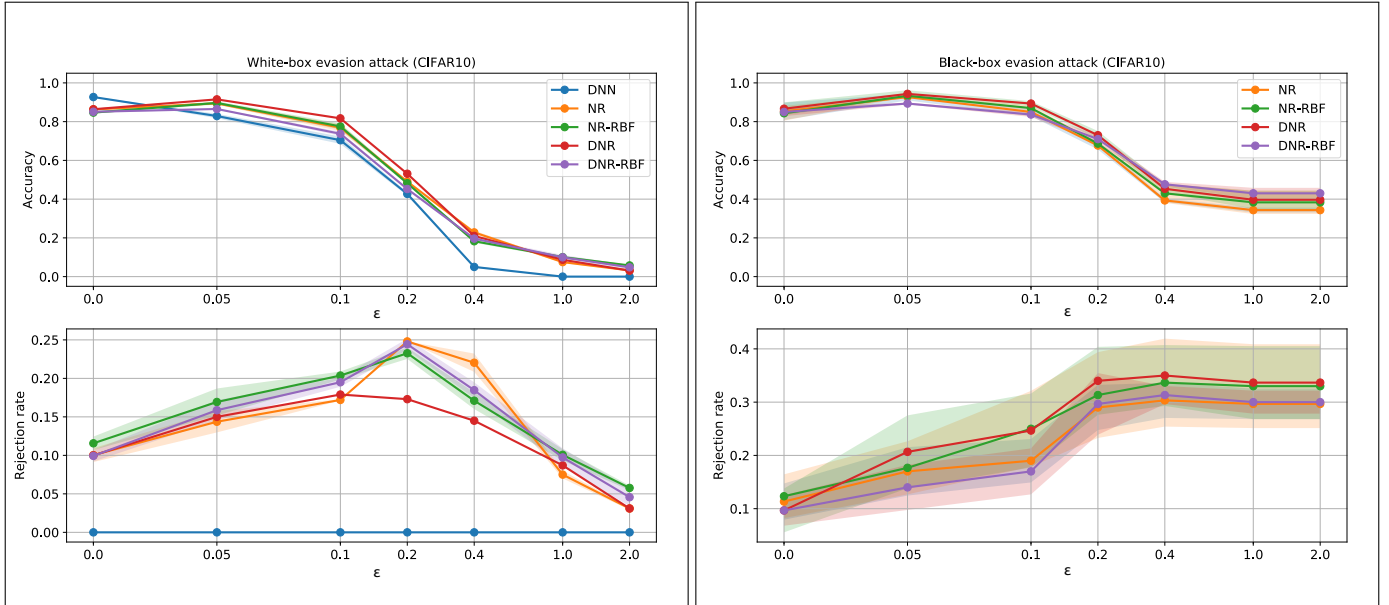 White-box evasion attack (CIFAR10)
1.0
0.8
0.6
0.4
0.2
0.0
Accuracy
DNN
NR
NR-RBF
DNR
DNR-RBF
0.0 0.05 0.1 0.2 0.4 1.0 2.0
ε
0.25
0.20
0.15
0.10
0.05
0.00
Rejection rate
0.0 0.05 0.1 0.2 0.4 1.0 2.0
ε
Black-box evasion attack (CIFAR10)
1.0
0.8
0.6
0.4
0.2
0.0
Accuracy
NR
NR-RBF
DNR
DNR-RBF
0.0 0.05 0.1 0.2 0.4 1.0 2.0
ε
0.4
0.3
0.2
0.1
Rejection rate
0.0 0.05 0.1 0.2 0.4 1.0 2.0
ε